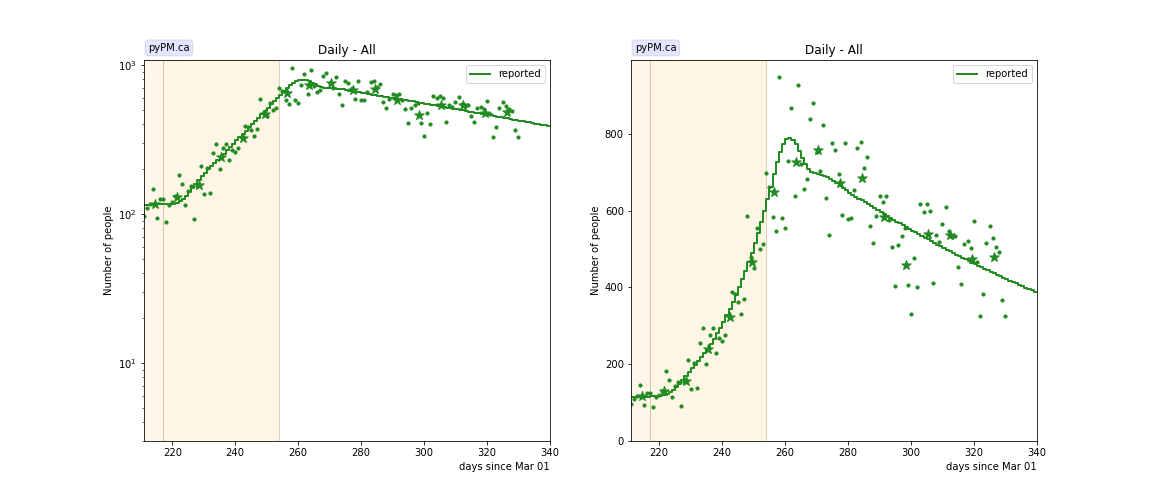 pyPM.ca
Daily - All
reported
Number of people
10³
10²
10¹
220 240 260 280 300 320 340
days since Mar 01
pyPM.ca
Daily - All
reported
Number of people
800
600
400
200
0
220 240 260 280 300 320 340
days since Mar 01